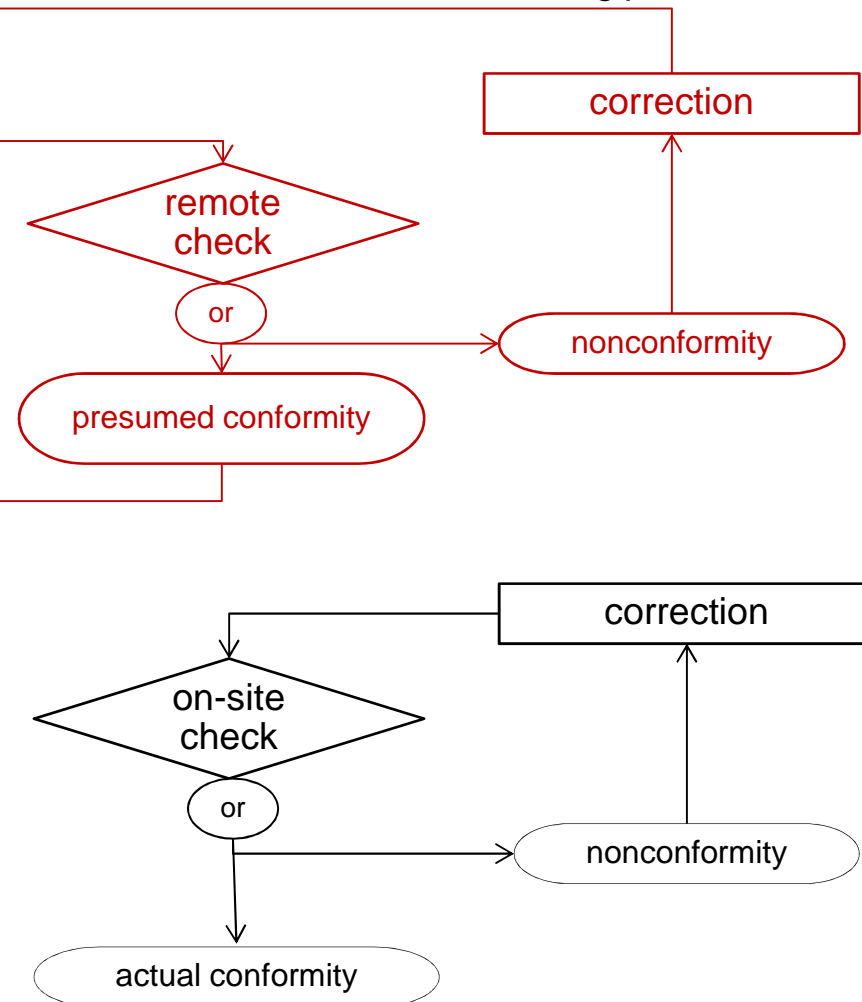 correction
remote
check
or
nonconformity
presumed conformity
correction
on-site
check
or
nonconformity
actual conformity